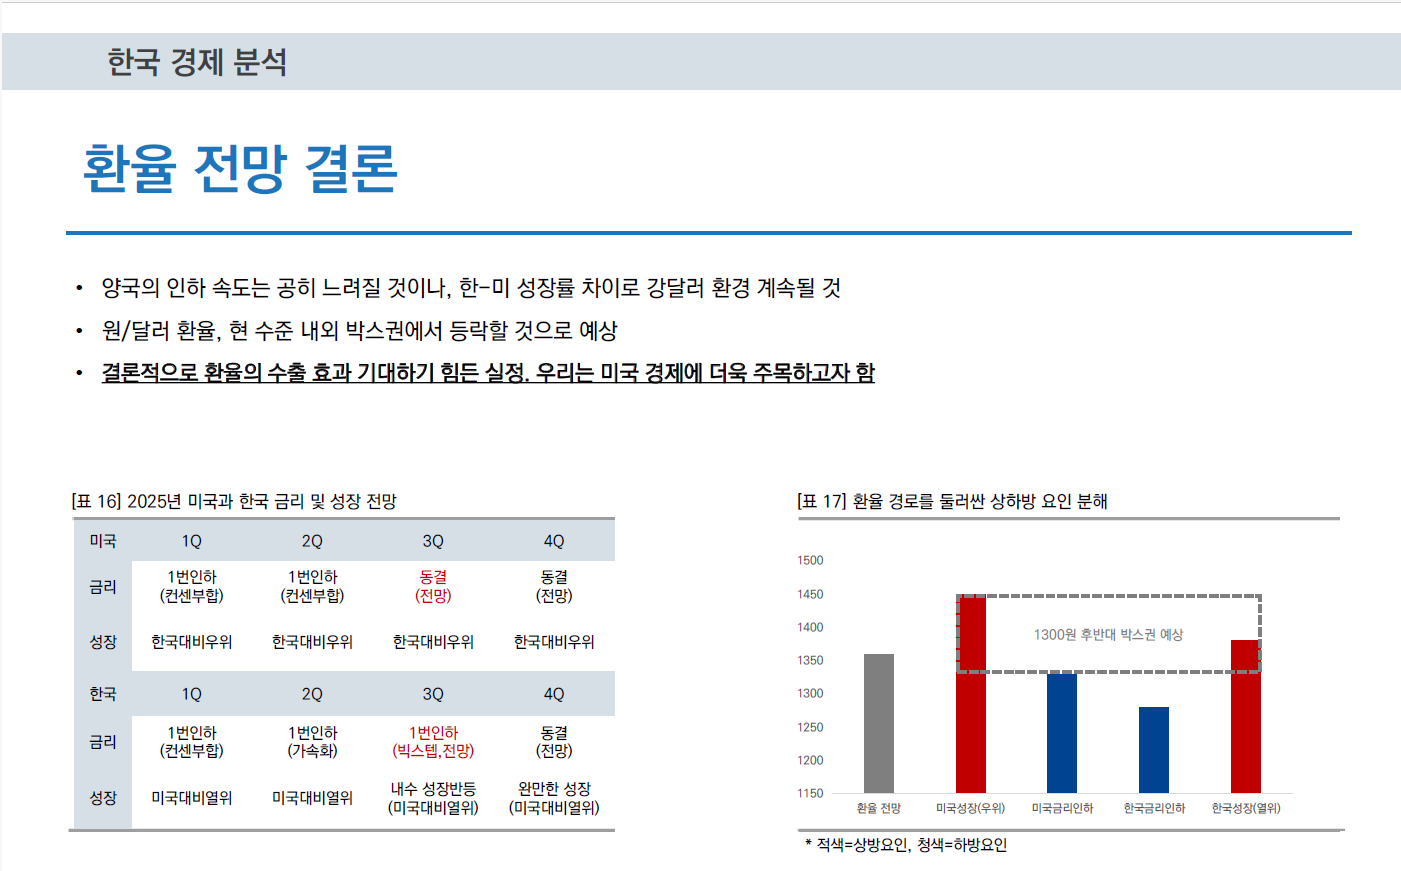 한국 경제 분석
환율 전망 결론
• 양국의 인하 속도는 공히 느려질 것이나, 한-미 성장률 차이로 강달러 환경 계속될 것
• 원/달러 환율, 현 수준 내외 박스권에서 등락할 것으로 예상
• 결론적으로 환율의 수출 효과 기대하기 힘든 실정. 우리는 미국 경제에 더욱 주목하고자 함
[표 16] 2025년 미국과 한국 금리 및 성장 전망
미국 1Q 2Q 3Q 4Q
금리 1번인하 1번인하 동결 동결
(컨센부합) (컨센부합) (전망) (전망)
성장 한국대비우위 한국대비우위 한국대비우위 한국대비우위
한국 1Q 2Q 3Q 4Q
금리 1번인하 1번인하 1번인하 동결
(컨센부합) (가속화) (빅스텝,전망) (전망)
성장 미국대비열위 미국대비열위 내수 성장반등 완만한 성장
(미국대비열위) (미국대비열위)
[표 17] 환율 경로를 둘러싼 상하방 요인 분해
1500
1450
1400
1350
1300
1250
1200
1150
1300원 후반대 박스권 예상
환율 전망 미국성장(우위) 미국금리인하 한국금리인하 한국성장(열위)
* 적색=상방요인, 청색=하방요인